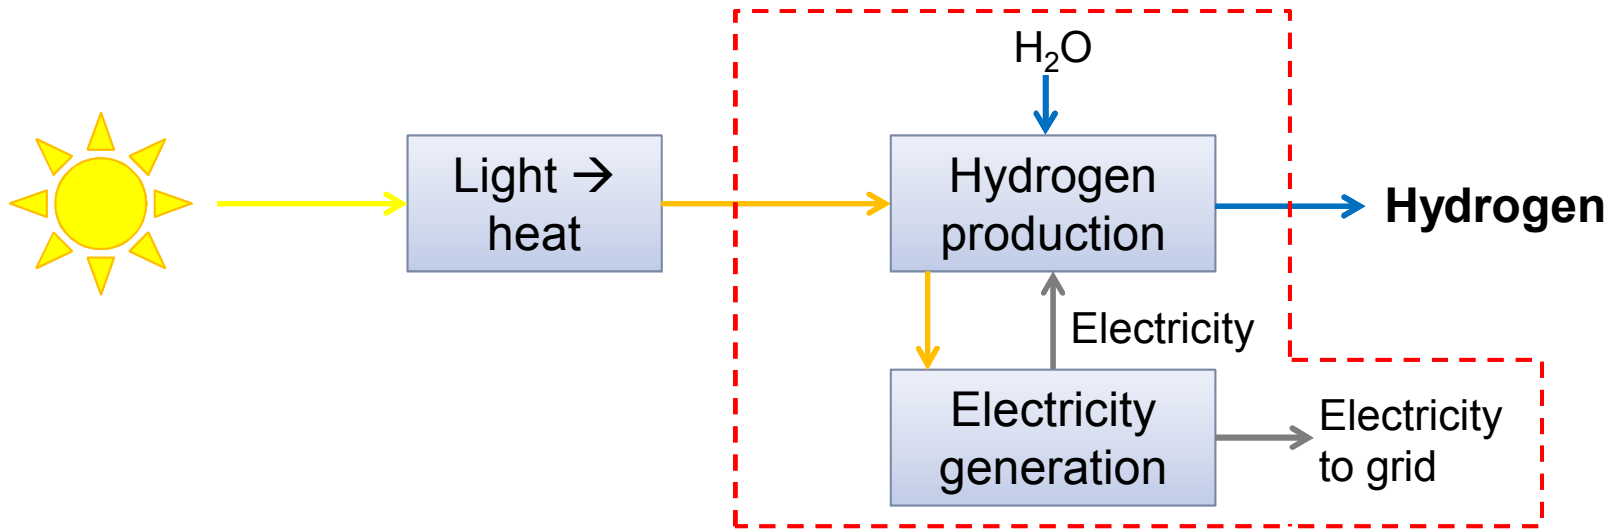 H₂O
Light →
heat
Hydrogen
production
Hydrogen
Electricity
Electricity
generation
Electricity
to grid